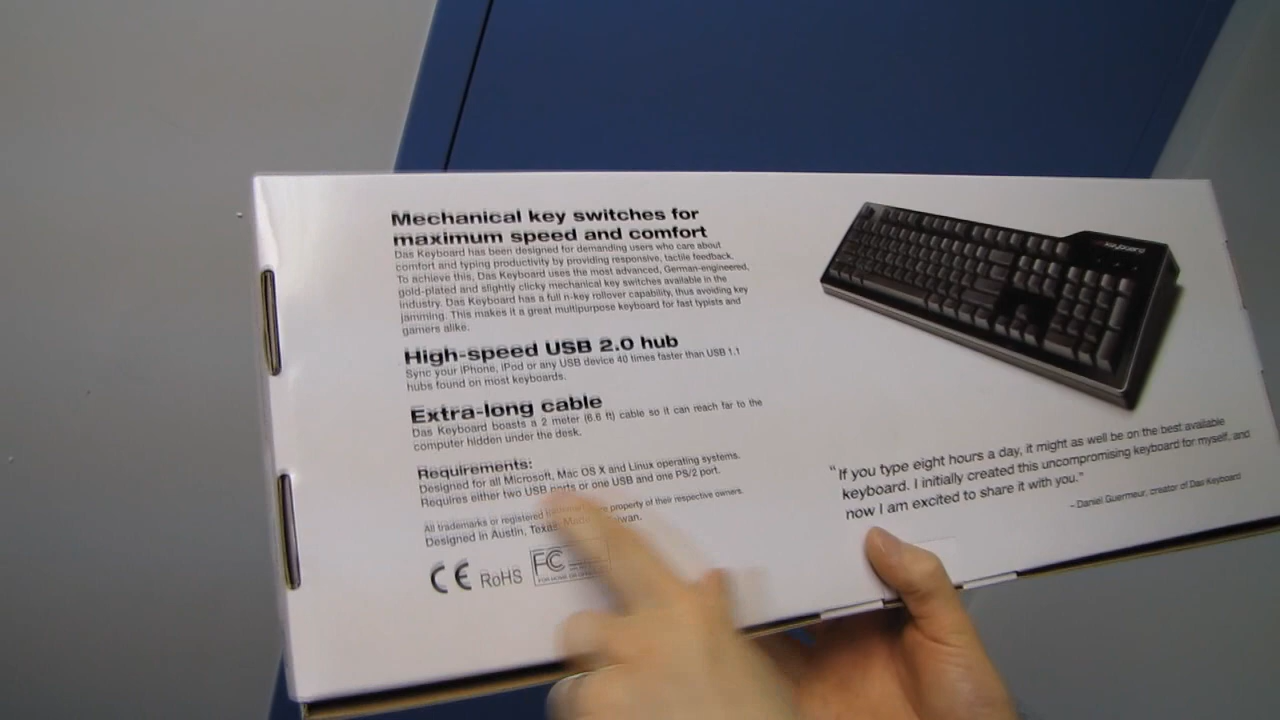 Mechanical key switches for
maximum speed and comfort
Das Keyboard has been designed for demanding users who care about
comfort and typing productivity by providing responsive, tactile feedback.
To achieve this, Das Keyboard uses the most advanced, German-engineered,
gold-plated and slightly clicky mechanical key switches available in the
industry. Das Keyboard has a full n-key rollover capability, thus avoiding key
jamming. This makes it a great multipurpose keyboard for fast typists and
gamers alike.
High-speed USB 2.0 hub
Sync your iPhone, iPod or any USB device 40 times faster than USB 1.1
hubs found on most keyboards.
Extra-long cable
Das Keyboard boasts a 2 meter (6.6 ft) cable so it can reach far to the
computer hidden under the desk.
Requirements:
Designed for all Microsoft, Mac OS X and Linux operating systems.
Requires either two USB ports or one USB and one PS/2 port.
All trademarks or registered property of their respective owners.
Designed in Austin, Texas.
CE RoHS FC
keyboard
"If you type eight hours a day, it might as well be on the best available
keyboard. I initially created this uncompromising keyboard for myself, and
now I am excited to share it with you."
– Daniel Guermeur, creator of Das Keyboard